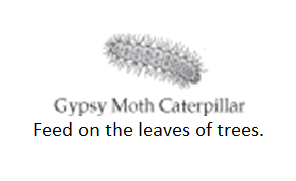 Gypsy Moth Caterpillar
Feed on the leaves of trees.